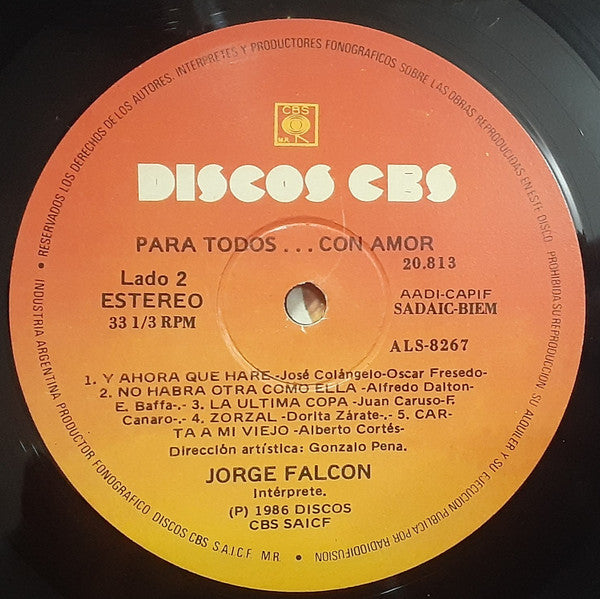 RESERVADOS LOS DERECHOS DE LOS AUTORES, INTERPRETES Y PRODUCTORES FONOGRAFICOS SOBRE LAS OBRAS REPRODUCIDAS EN ESTE DISCO. PROHIBIDA SU REPRODUCCION, SU ALQUILER Y SU EJECUCION PUBLICA POR RADIODIFUSION
CBS
M.R.
DISCOS CBS
PARA TODOS . . . CON AMOR
20.813
Lado 2
ESTEREO
33 1/3 RPM
AADI-CAPIF
SADAIC-BIEM
ALS-8267
1. Y AHORA QUE HARE -José Colángelo-Oscar Fresedo-
2. NO HABRA OTRA COMO ELLA -Alfredo Dalton-
E. Baffa-.- 3. LA ULTIMA COPA -Juan Caruso-F.
Canaro-.- 4. ZORZAL -Dorita Zárate-.- 5. CAR-
TA A MI VIEJO -Alberto Cortés-
Dirección artística: Gonzalo Pena.
JORGE FALCON
Intérprete.
(P) 1986 DISCOS
CBS SAICF
INDUSTRIA ARGENTINA PRODUCTOR FONOGRAFICO DISCOS CBS S.A.I.C.F. M.R.